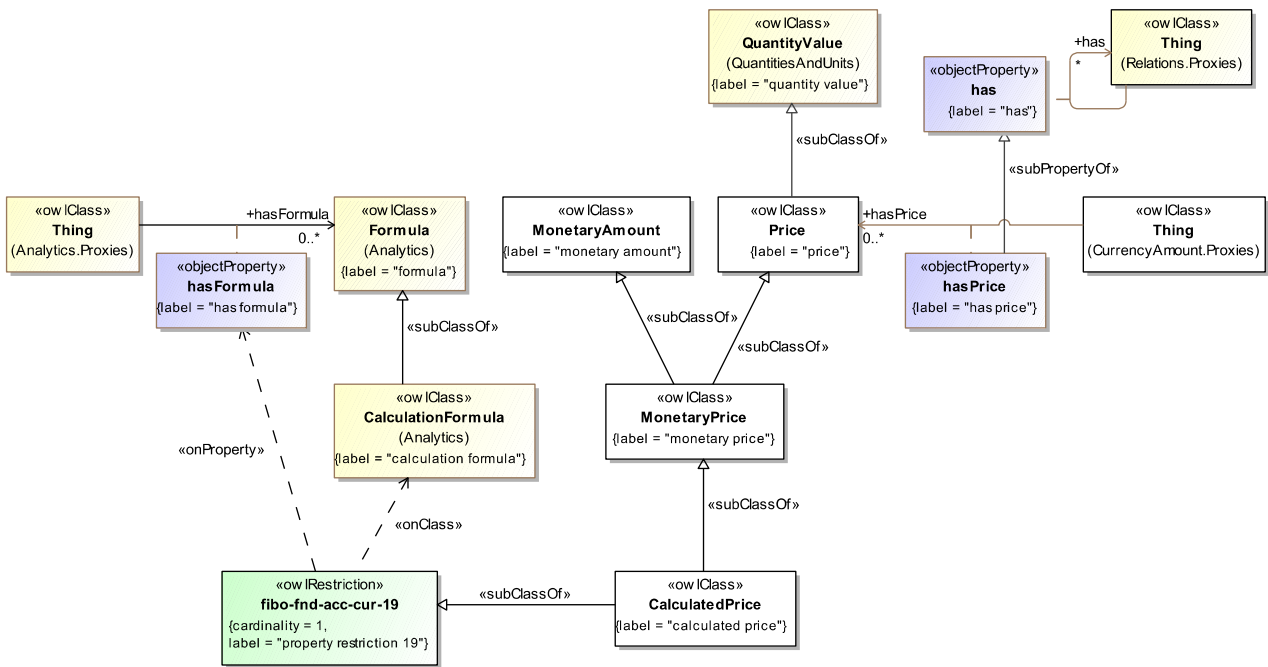 «owlClass»
QuantityValue
(QuantitiesAndUnits)
{label = "quantity value"}
«owlClass»
Thing
(Relations.Proxies)
+has
*
«objectProperty»
has
{label = "has"}
«subClassOf»
«subPropertyOf»
«owlClass»
Thing
(Analytics.Proxies)
+hasFormula
0..*
«owlClass»
Formula
(Analytics)
{label = "formula"}
«owlClass»
MonetaryAmount
{label = "monetary amount"}
«owlClass»
Price
{label = "price"}
+hasPrice
0..*
«owlClass»
Thing
(CurrencyAmount.Proxies)
«objectProperty»
hasFormula
{label = "has formula"}
«objectProperty»
hasPrice
{label = "has price"}
«subClassOf»
«subClassOf»
«subClassOf»
«owlClass»
CalculationFormula
(Analytics)
{label = "calculation formula"}
«owlClass»
MonetaryPrice
{label = "monetary price"}
«onProperty»
«onClass»
«subClassOf»
«owlRestriction»
fibo-fnd-acc-cur-19
{cardinality = 1,
label = "property restriction 19"}
«subClassOf»
«owlClass»
CalculatedPrice
{label = "calculated price"}